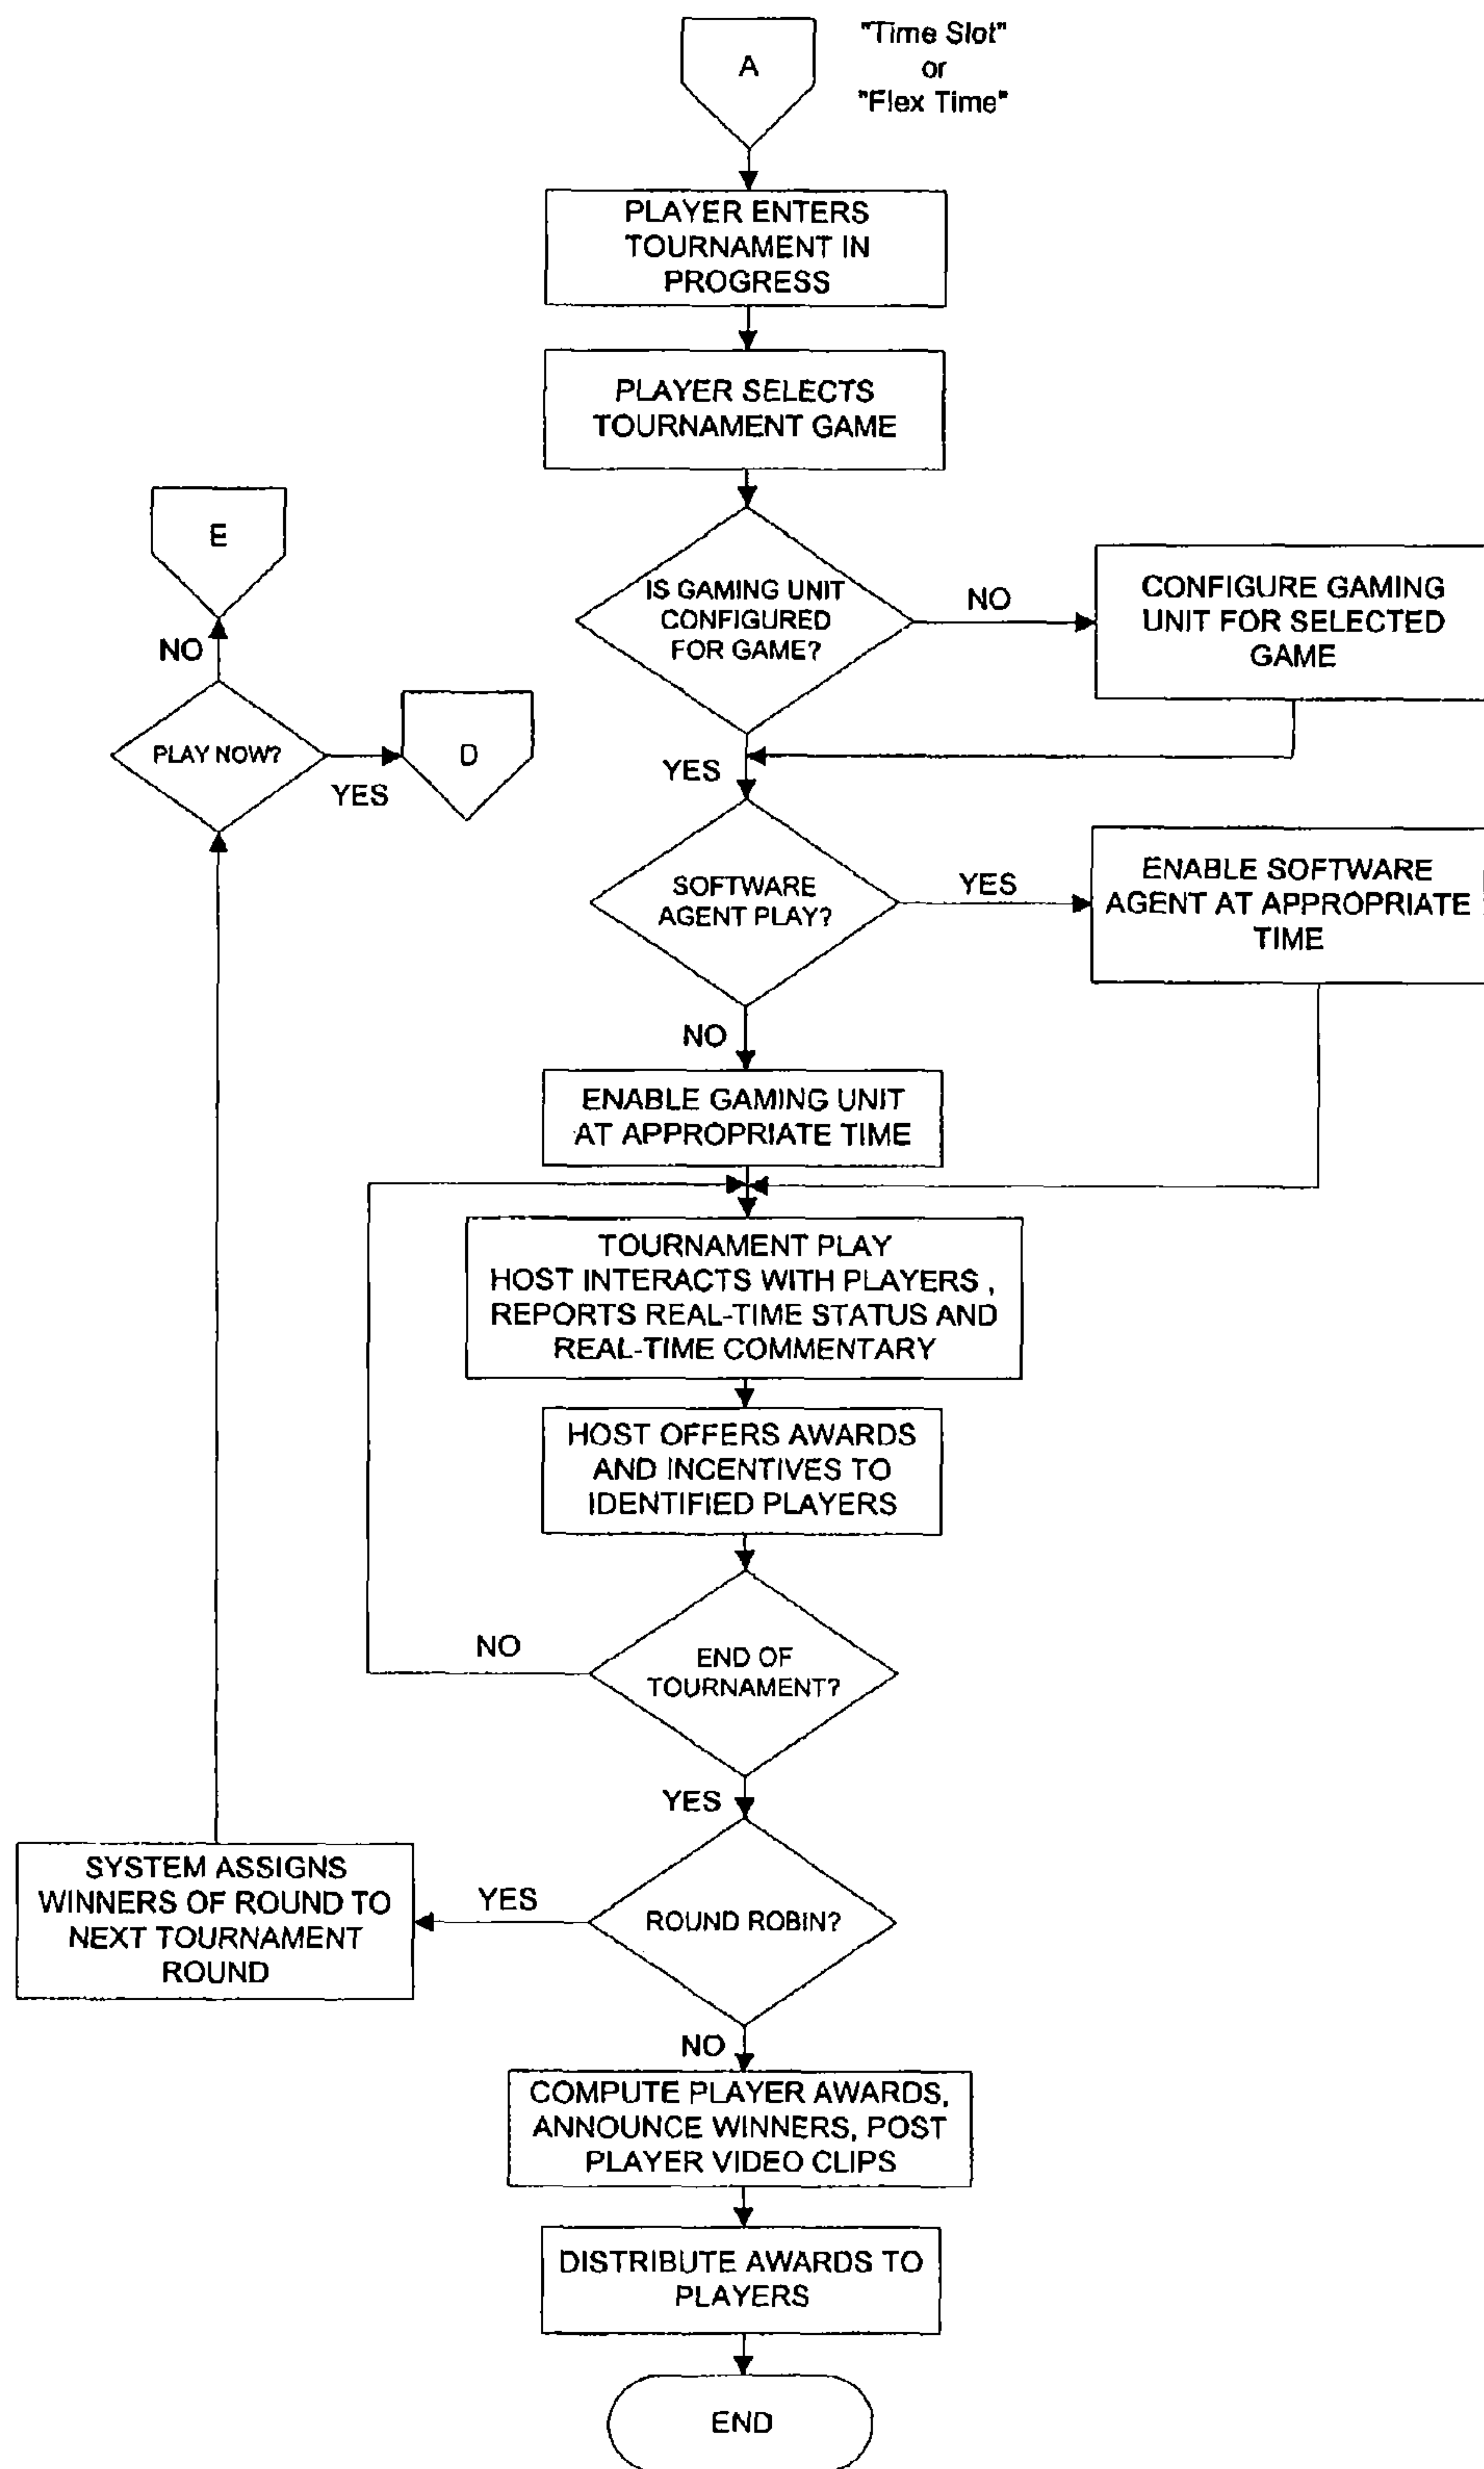 A
"Time Slot"
or
"Flex Time"
PLAYER ENTERS
TOURNAMENT IN
PROGRESS
PLAYER SELECTS
TOURNAMENT GAME
E
IS GAMING UNIT
CONFIGURED
FOR GAME?
NO
CONFIGURE GAMING
UNIT FOR SELECTED
GAME
NO
PLAY NOW?
YES
D
YES
SOFTWARE
AGENT PLAY?
YES
ENABLE SOFTWARE
AGENT AT APPROPRIATE
TIME
NO
ENABLE GAMING UNIT
AT APPROPRIATE TIME
TOURNAMENT PLAY
HOST INTERACTS WITH PLAYERS ,
REPORTS REAL-TIME STATUS AND
REAL-TIME COMMENTARY
HOST OFFERS AWARDS
AND INCENTIVES TO
IDENTIFIED PLAYERS
NO
END OF
TOURNAMENT?
YES
SYSTEM ASSIGNS
WINNERS OF ROUND TO
NEXT TOURNAMENT
ROUND
YES
ROUND ROBIN?
NO
COMPUTE PLAYER AWARDS,
ANNOUNCE WINNERS, POST
PLAYER VIDEO CLIPS
DISTRIBUTE AWARDS TO
PLAYERS
END